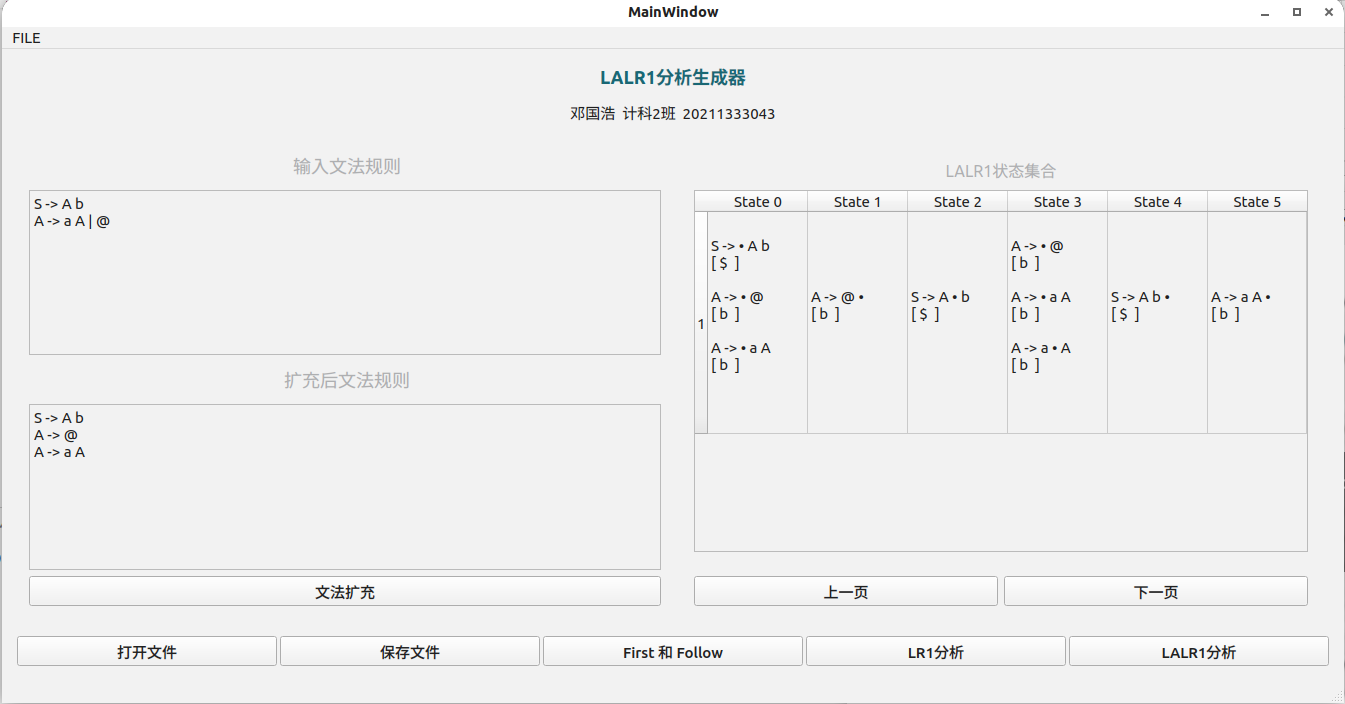 MainWindow
FILE
LALR1分析生成器
邓国浩 计科2班 20211333043
输入文法规则
S -> A b
A -> a A | @
扩充后文法规则
S -> A b
A -> @
A -> a A
文法扩充
LALR1状态集合
State 0 State 1 State 2 State 3 State 4 State 5
1
S -> • A b
[ $ ]
A -> • @
[ b ]
A -> • a A
[ b ]
A -> @ •
[ b ]
S -> A • b
[ $ ]
A -> • @
[ b ]
A -> • a A
[ b ]
A -> a • A
[ b ]
S -> A b •
[ $ ]
A -> a A •
[ b ]
上一页 下一页
打开文件 保存文件 First 和 Follow LR1分析 LALR1分析